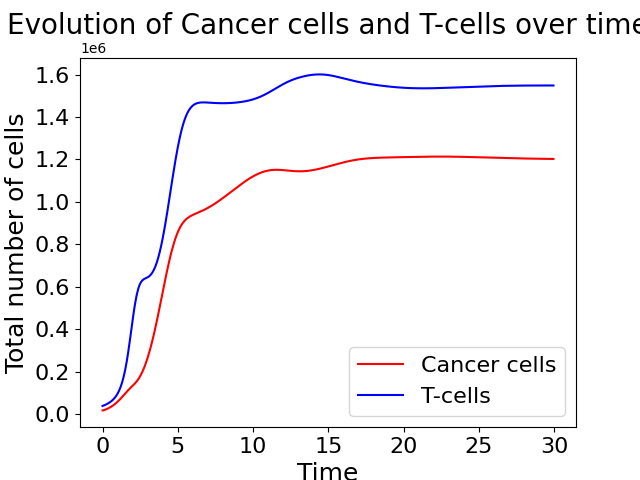 Evolution of Cancer cells and T-cells over time
1e6
1.6
1.4
1.2
1.0
0.8
0.6
0.4
0.2
0.0
Total number of cells
Cancer cells
T-cells
0 5 10 15 20 25 30
Time